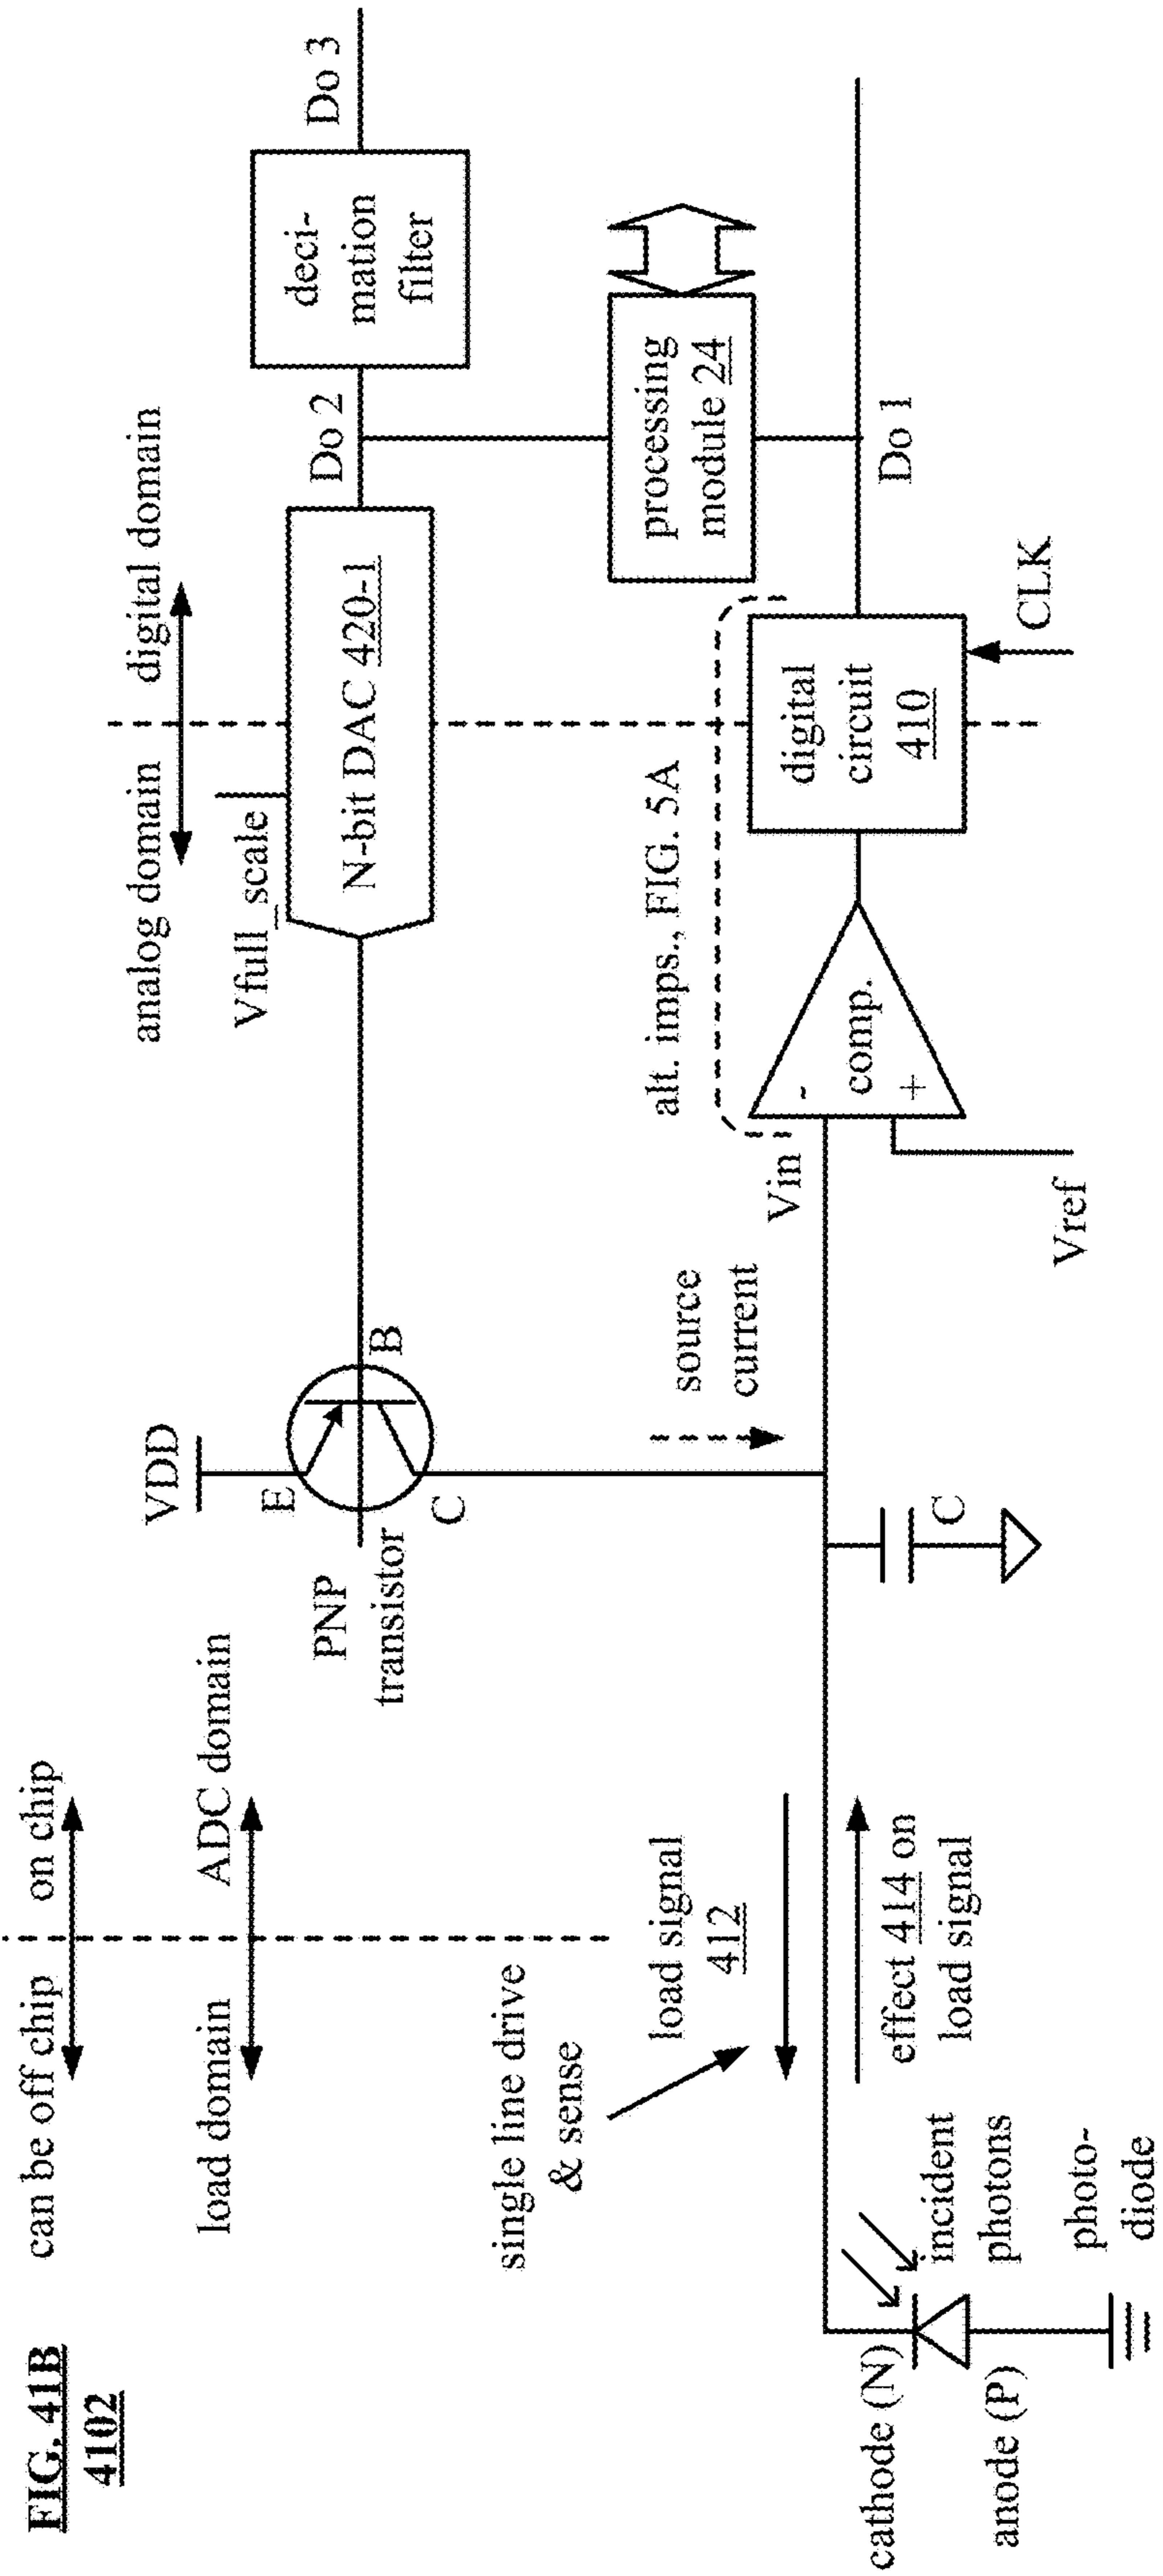 FIG. 41B
4102
can be off chip
on chip
load domain
ADC domain
analog domain
digital domain
VDD
E
B
C
PNP
transistor
Vfull_scale
N-bit DAC 420-1
Do 2
deci-
mation
filter
Do 3
single line drive
& sense
load signal
412
effect 414 on
load signal
source
current
alt. imps., FIG. 5A
processing
module 24
Vin
-
comp.
+
Vref
digital
circuit
410
CLK
Do 1
C
cathode (N)
anode (P)
incident
photons
photo-
diode